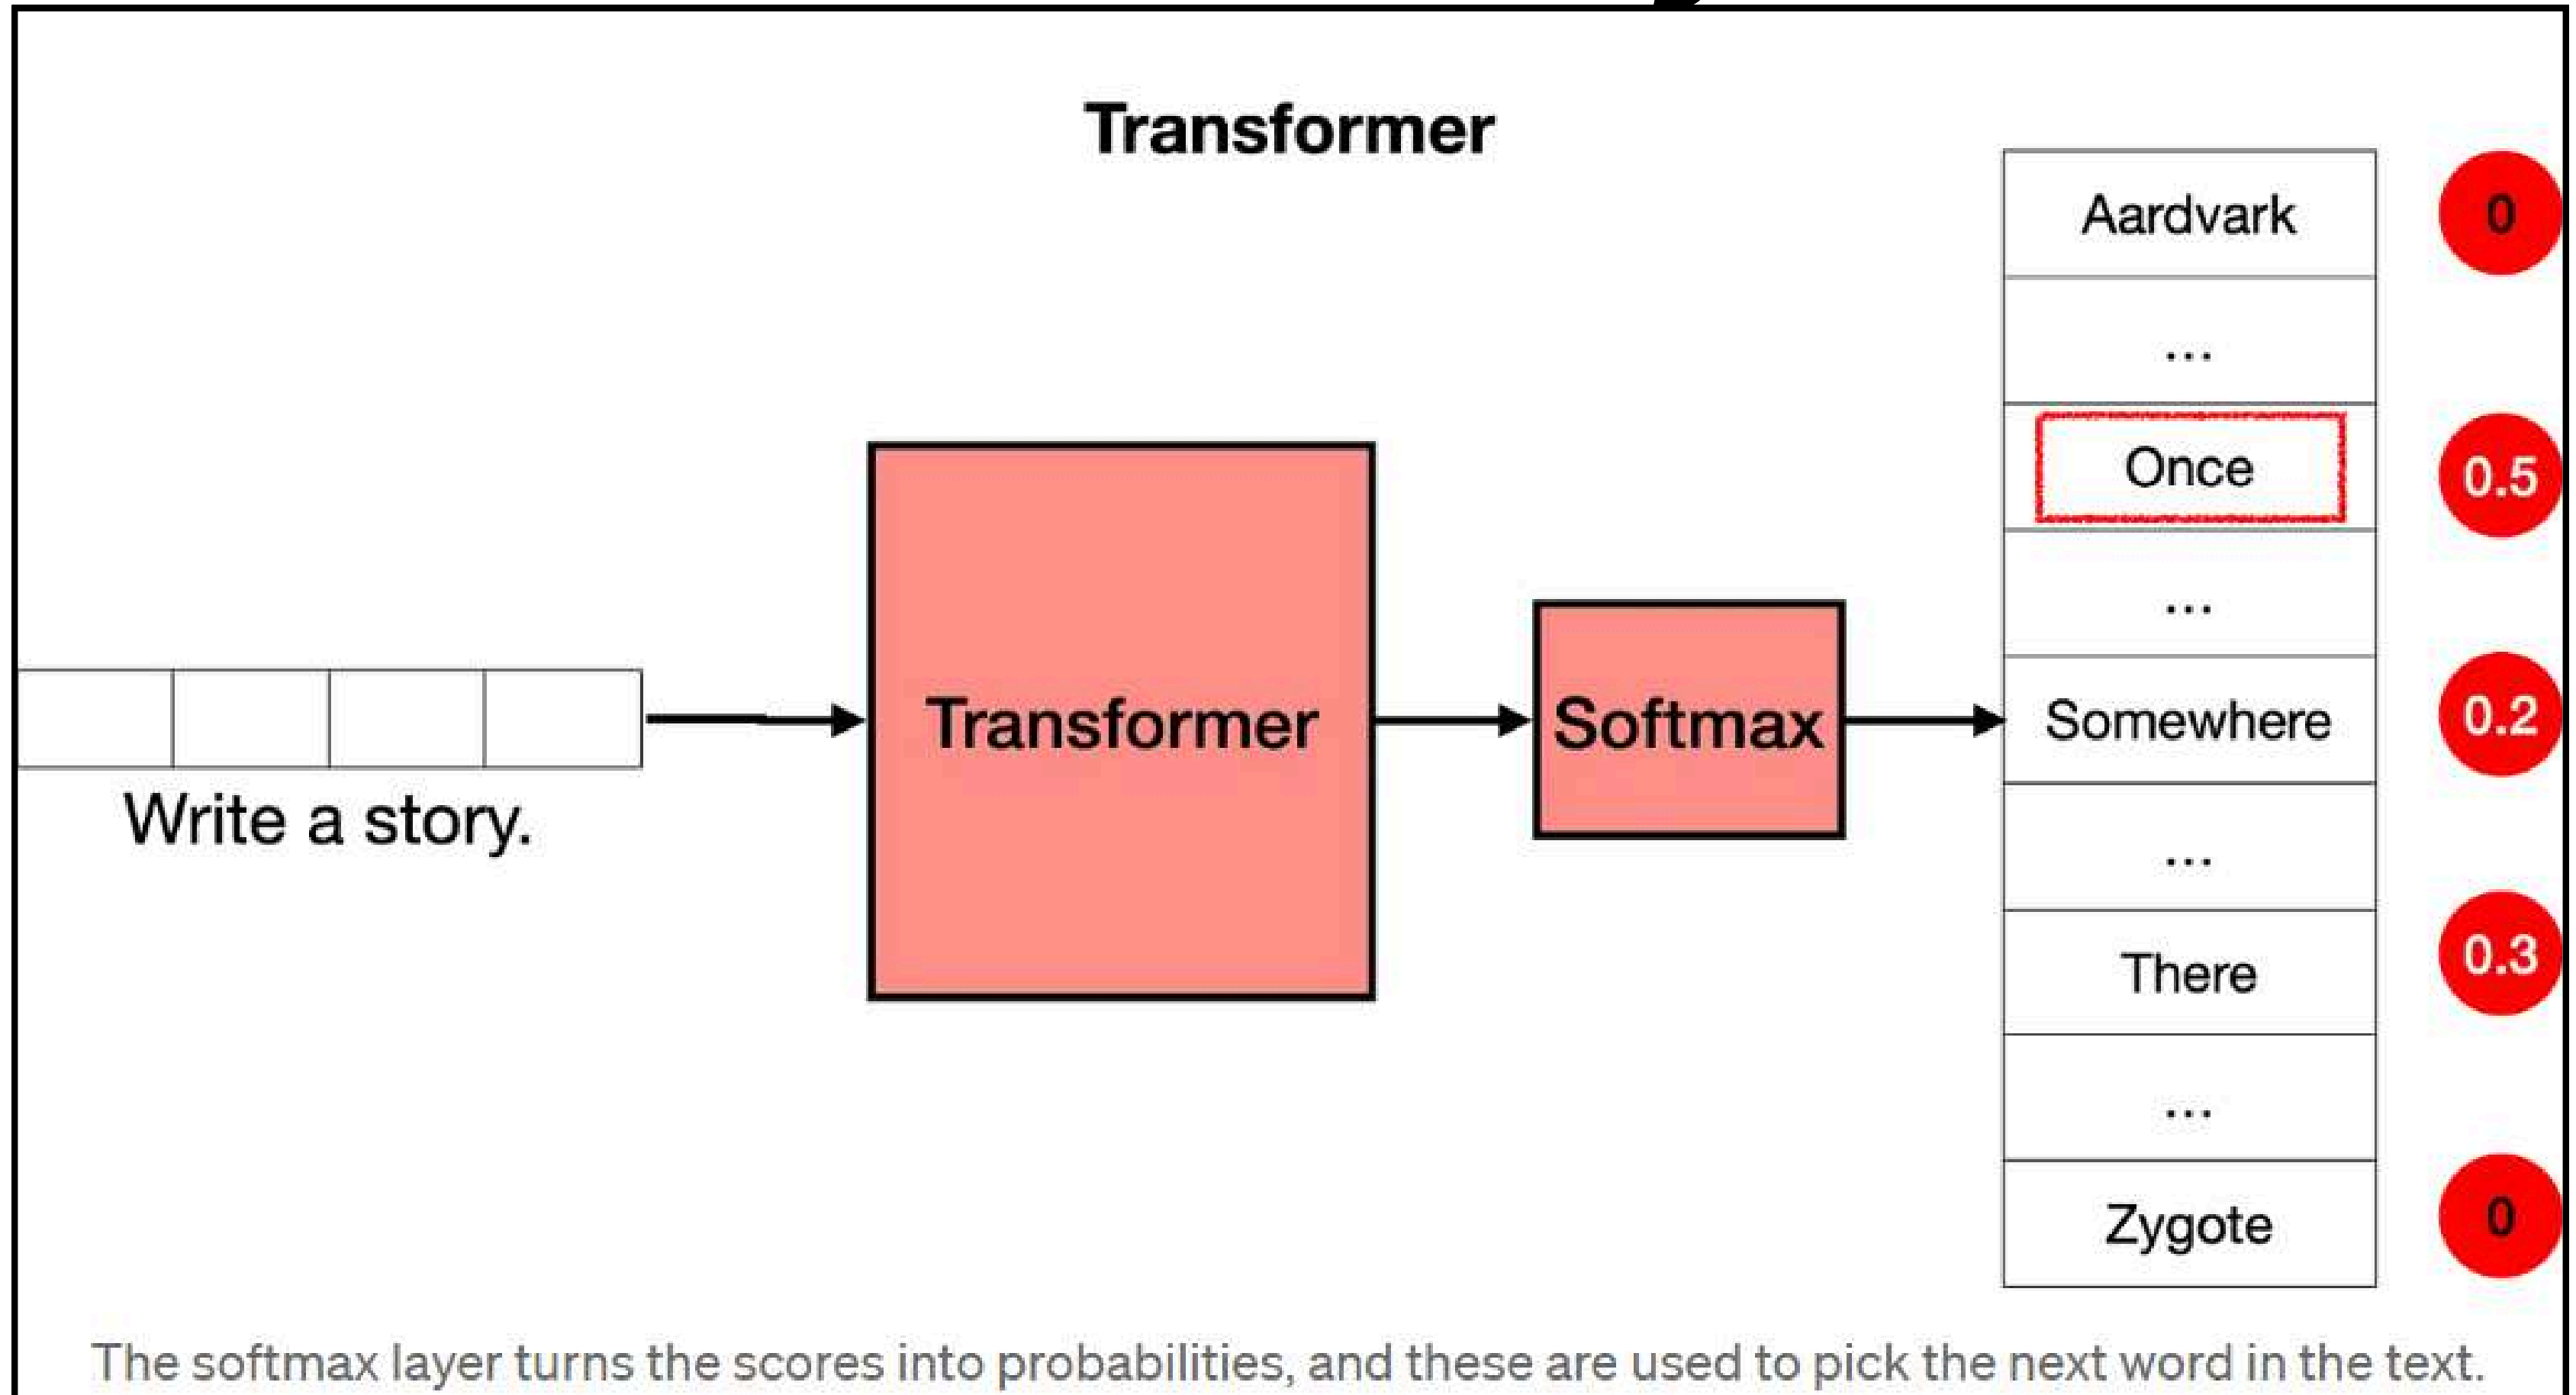 Transformer
Write a story.
Transformer
Softmax
Aardvark
0
...
Once
0.5
...
Somewhere
0.2
...
There
0.3
...
Zygote
0
The softmax layer turns the scores into probabilities, and these are used to pick the next word in the text.